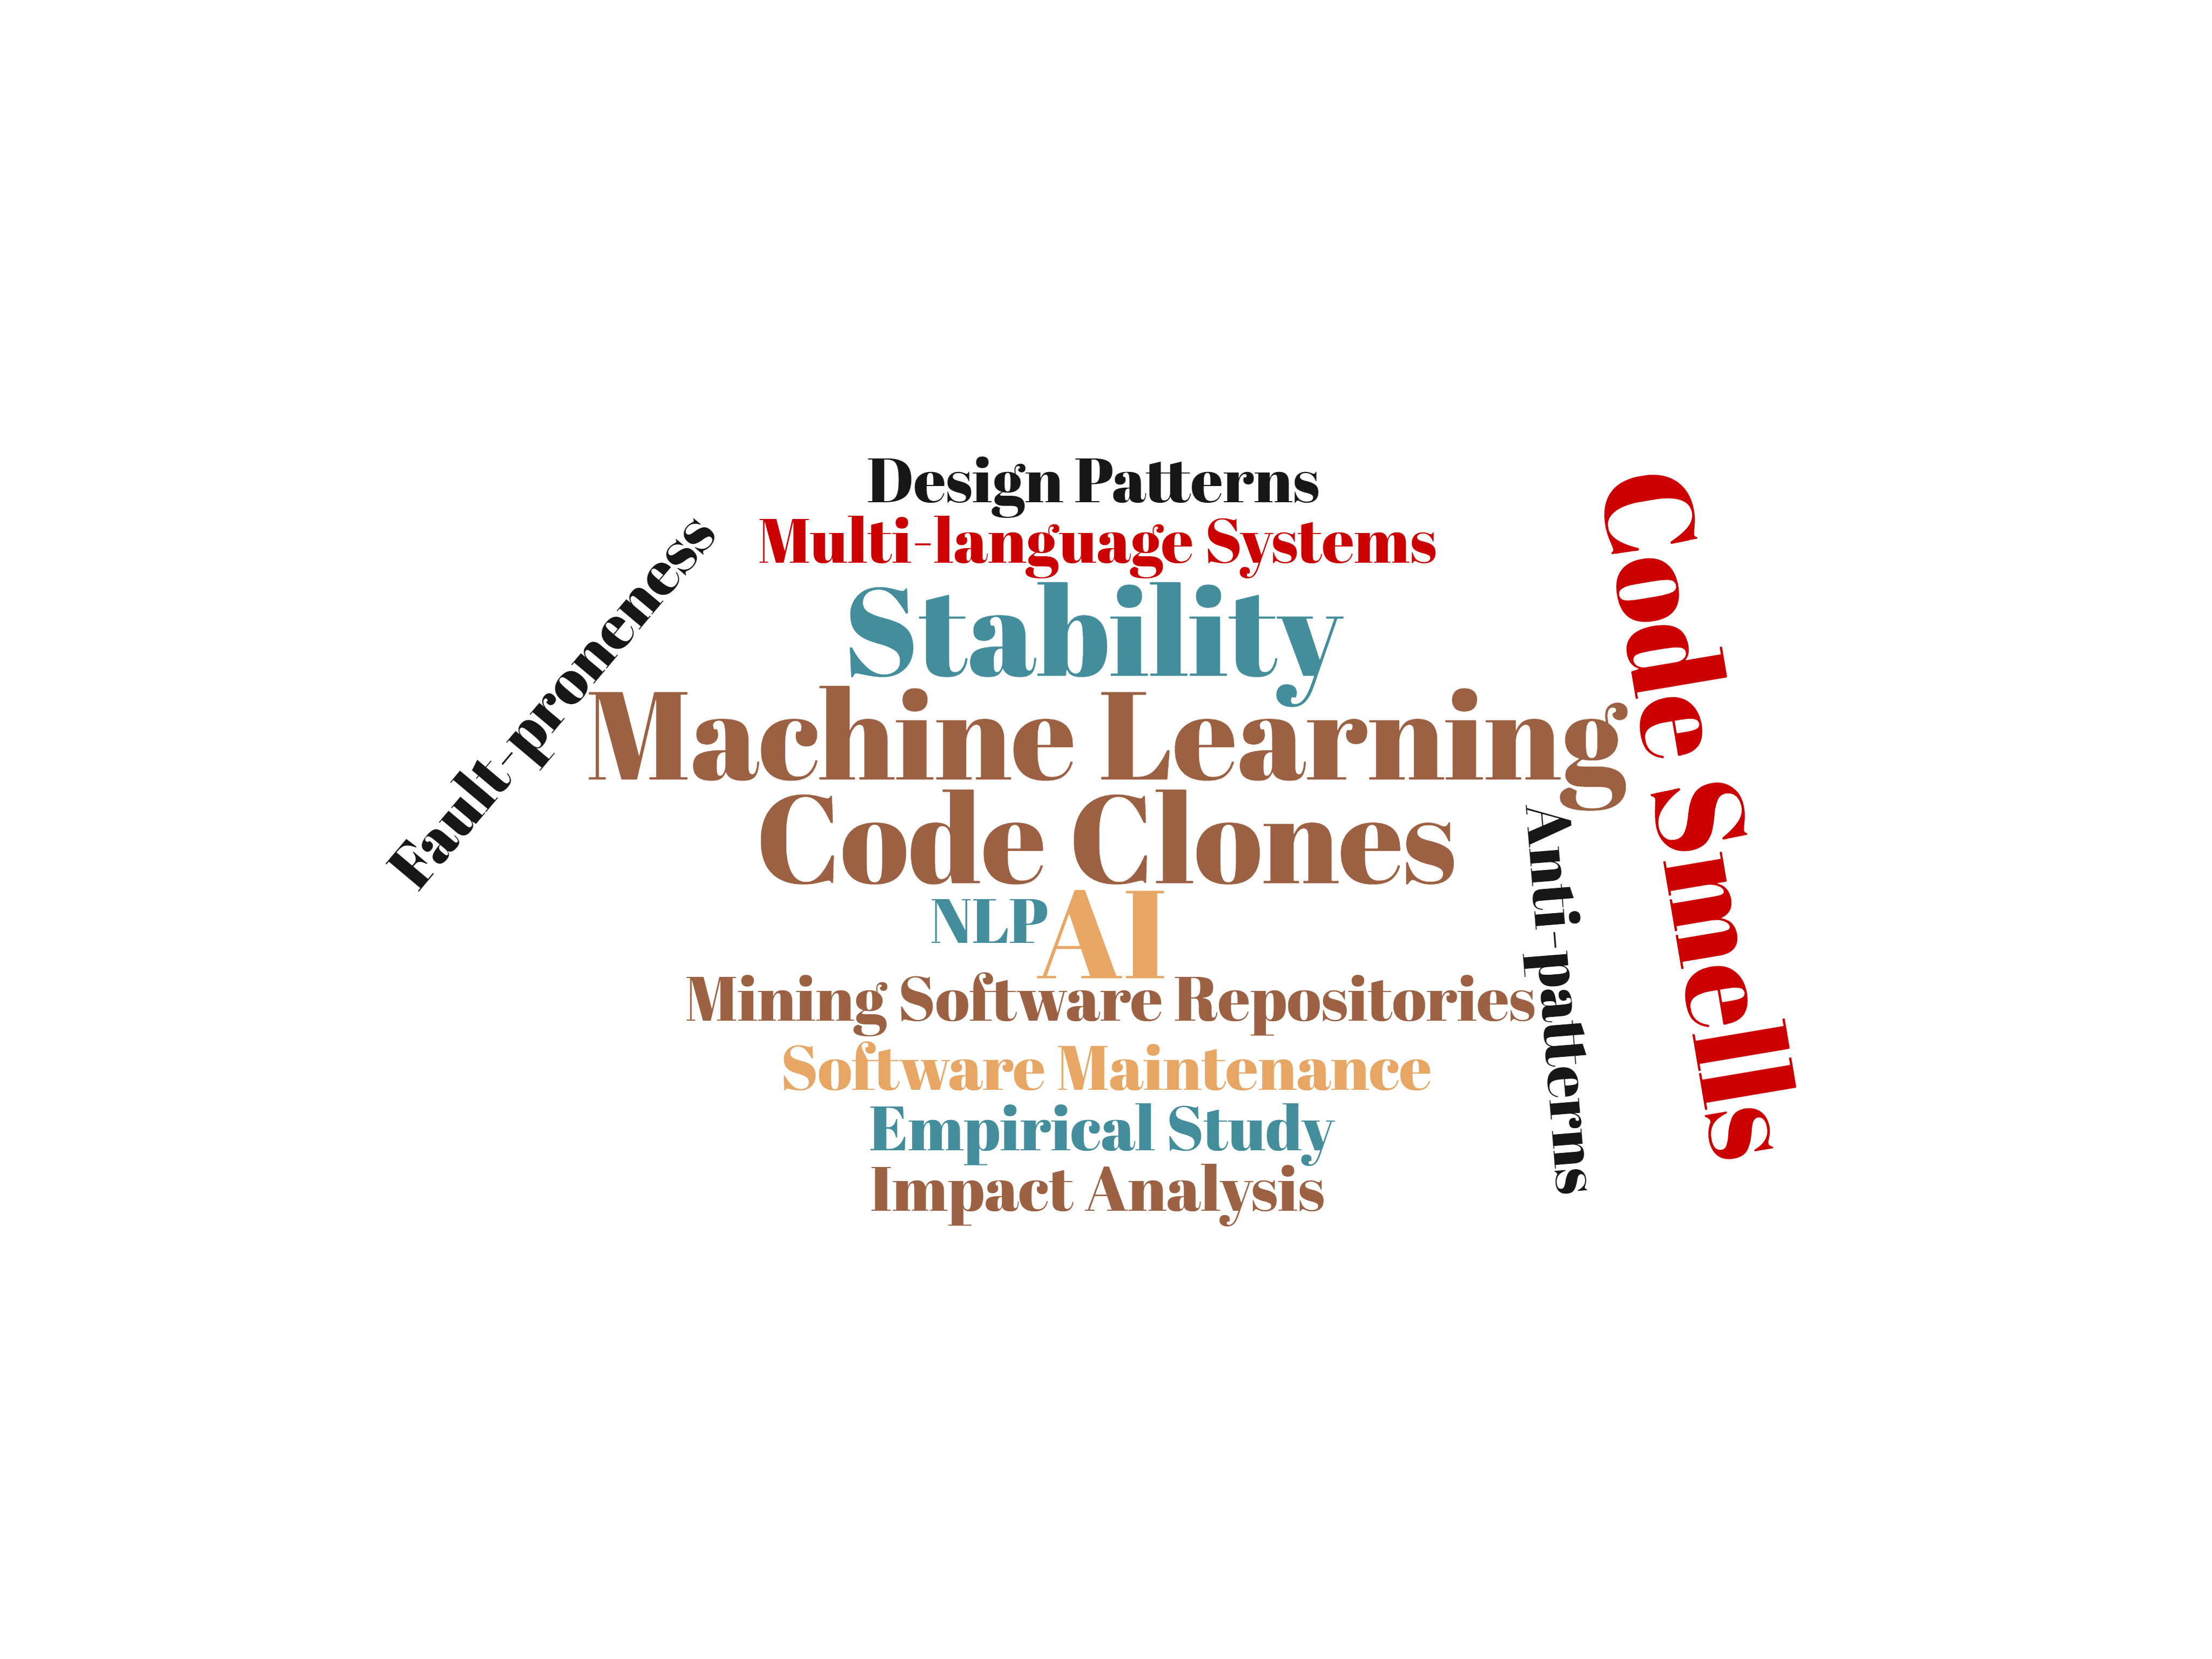 Design Patterns
Multi-language Systems
Stability
Fault-proneness
Machine Learning
Code Clones
Code Smells
NLP
AI
Anti-patterns
Mining Software Repositories
Software Maintenance
Empirical Study
Impact Analysis